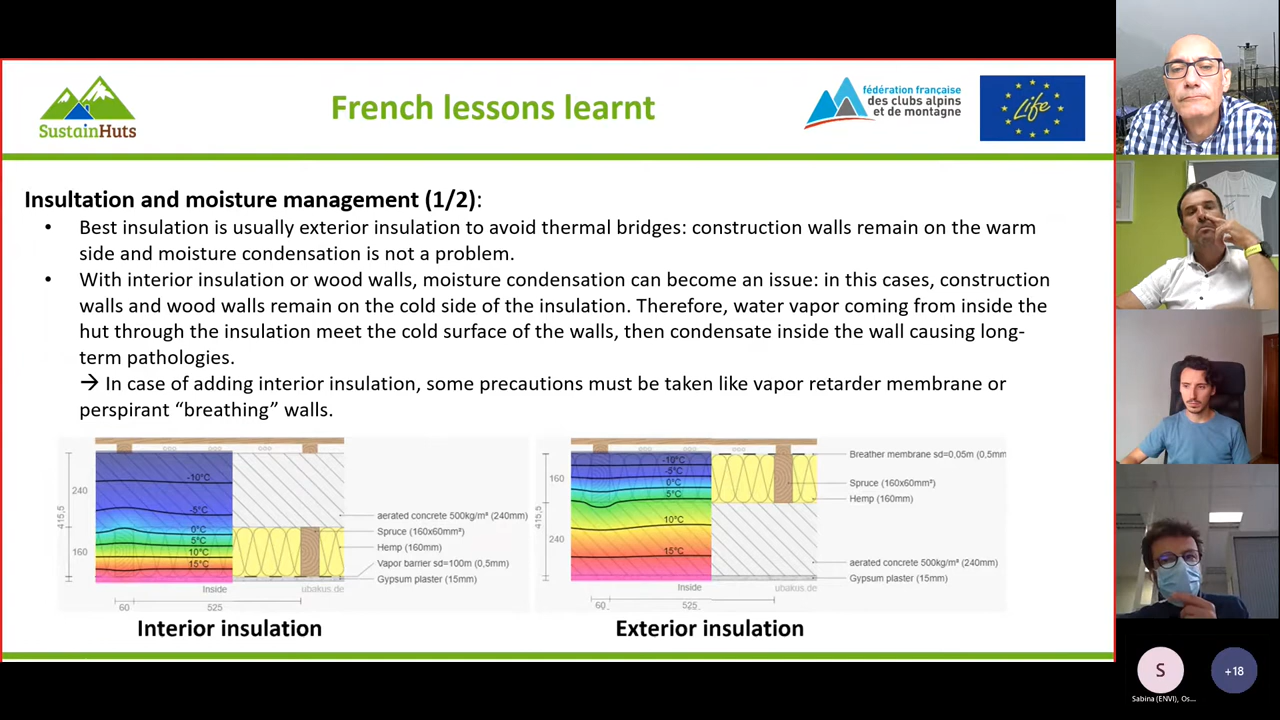 SustainHuts
French lessons learnt
fédération française
des clubs alpins
et de montagne
Life
Insultation and moisture management (1/2):
• Best insulation is usually exterior insulation to avoid thermal bridges: construction walls remain on the warm
side and moisture condensation is not a problem.
• With interior insulation or wood walls, moisture condensation can become an issue: in this cases, construction
walls and wood walls remain on the cold side of the insulation. Therefore, water vapor coming from inside the
hut through the insulation meet the cold surface of the walls, then condensate inside the wall causing long-
term pathologies.
→ In case of adding interior insulation, some precautions must be taken like vapor retarder membrane or
perspirant “breathing” walls.
-10°C
-5°C
0°C
5°C
10°C
15°C
240
415,5
160
aerated concrete 500kg/m³ (240mm)
Spruce (160x60mm²)
Hemp (160mm)
Vapor barrier sd=100m (0,5mm)
Gypsum plaster (15mm)
Inside
ubakus.de
60
525
Interior insulation
-10°C
-5°C
0°C
5°C
10°C
15°C
160
415,5
240
Breather membrane sd=0,05m (0,5mm
Spruce (160x60mm²)
Hemp (160mm)
aerated concrete 500kg/m³ (240mm)
Gypsum plaster (15mm)
Inside
ubakus.de
60
525
Exterior insulation
S
+18
Sabina (ENVI), Os...